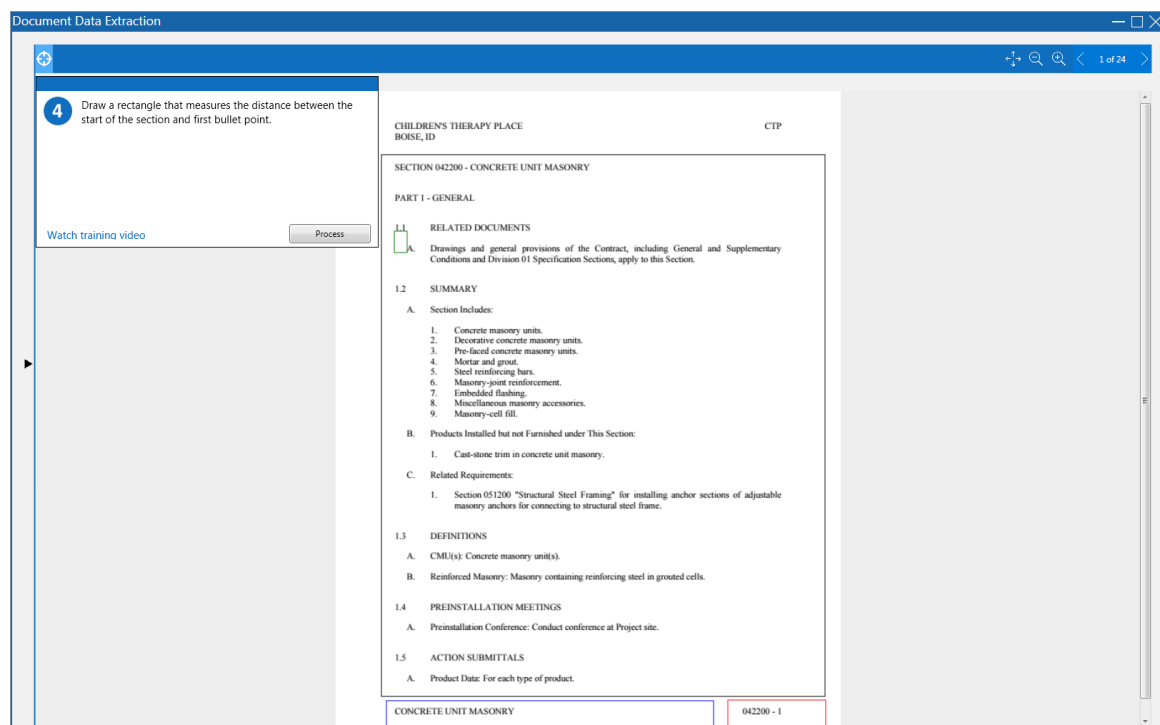 Document Data Extraction
1 of 24
4
Draw a rectangle that measures the distance between the
start of the section and first bullet point.
Watch training video
Process
CHILDREN'S THERAPY PLACE CTP
BOISE, ID
SECTION 042200 - CONCRETE UNIT MASONRY
PART 1 - GENERAL
1.1 RELATED DOCUMENTS
A. Drawings and general provisions of the Contract, including General and Supplementary
Conditions and Division 01 Specification Sections, apply to this Section.
1.2 SUMMARY
A. Section Includes:
1. Concrete masonry units.
2. Decorative concrete masonry units.
3. Pre-faced concrete masonry units.
4. Mortar and grout.
5. Steel reinforcing bars.
6. Masonry-joint reinforcement.
7. Embedded flashing.
8. Miscellaneous masonry accessories.
9. Masonry-cell fill.
B. Products Installed but not Furnished under This Section:
1. Cast-stone trim in concrete unit masonry.
C. Related Requirements:
1. Section 051200 "Structural Steel Framing" for installing anchor sections of adjustable
masonry anchors for connecting to structural steel frame.
1.3 DEFINITIONS
A. CMU(s): Concrete masonry unit(s).
B. Reinforced Masonry: Masonry containing reinforcing steel in grouted cells.
1.4 PREINSTALLATION MEETINGS
A. Preinstallation Conference: Conduct conference at Project site.
1.5 ACTION SUBMITTALS
A. Product Data: For each type of product.
CONCRETE UNIT MASONRY 042200 - 1